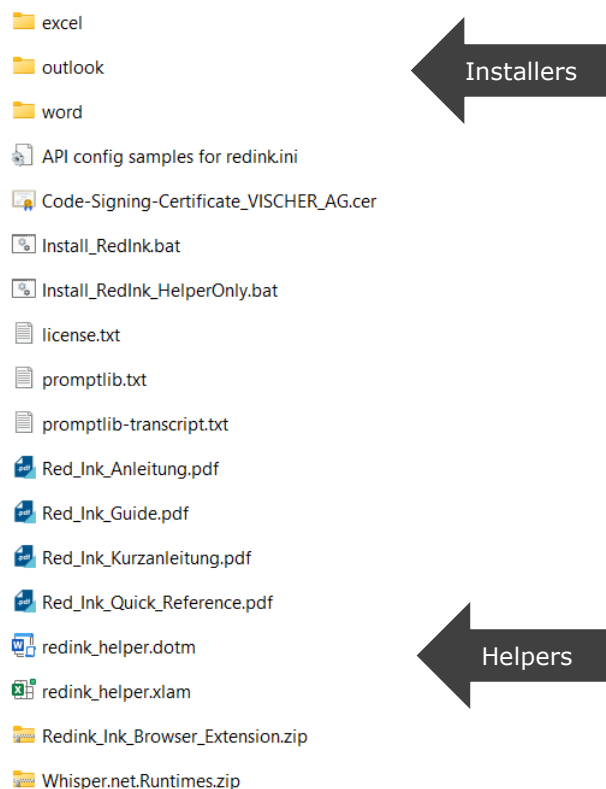 excel
outlook
Installers
word
API config samples for redink.ini
Code-Signing-Certificate_VISCHER_AG.cer
Install_RedInk.bat
Install_RedInk_HelperOnly.bat
license.txt
promptlib.txt
promptlib-transcript.txt
Red_Ink_Anleitung.pdf
Red_Ink_Guide.pdf
Red_Ink_Kurzanleitung.pdf
Red_Ink_Quick_Reference.pdf
redink_helper.dotm
Helpers
redink_helper.xlam
Redink_Ink_Browser_Extension.zip
Whisper.net.Runtimes.zip